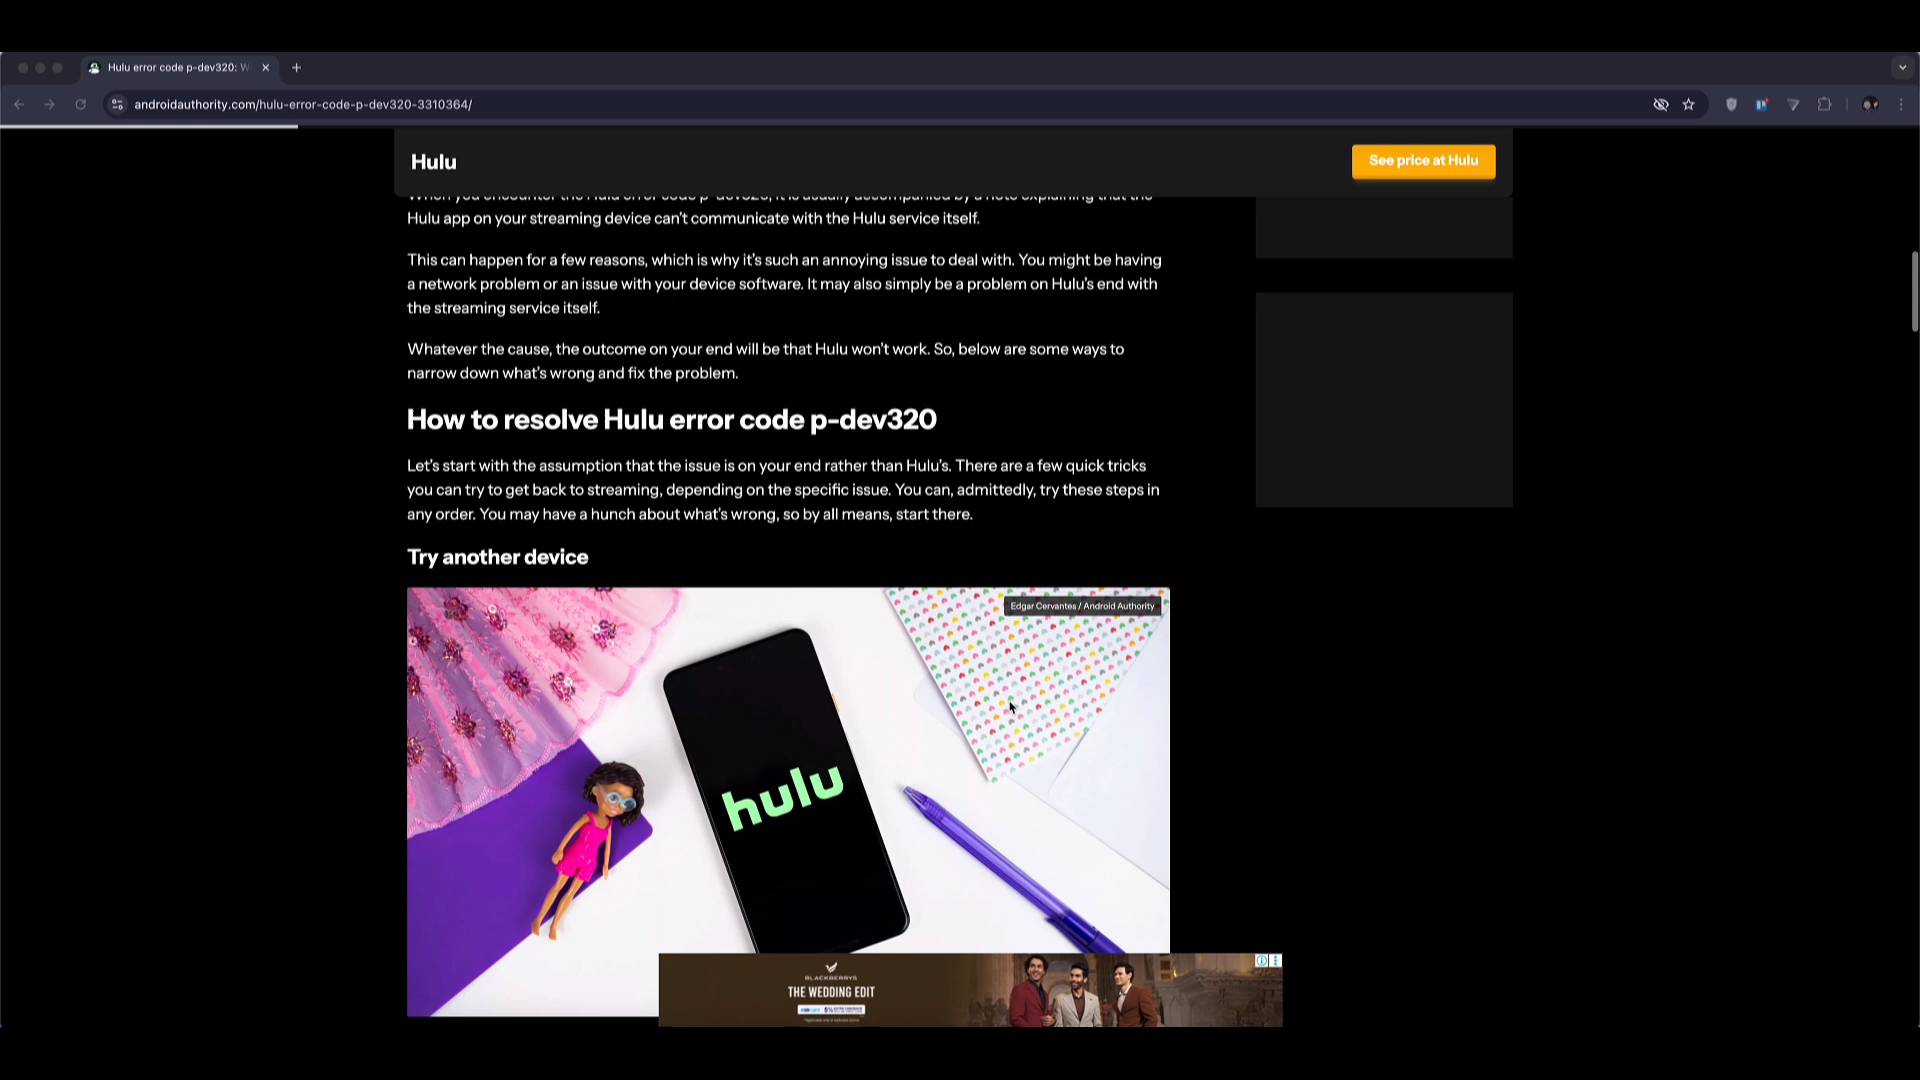 Hulu error code p-dev320: W
androidauthority.com/hulu-error-code-p-dev320-3310364/
Hulu
See price at Hulu
When you encounter the Hulu error code p-dev320, it is usually accompanied by a note explaining that the
Hulu app on your streaming device can't communicate with the Hulu service itself.
This can happen for a few reasons, which is why it's such an annoying issue to deal with. You might be having
a network problem or an issue with your device software. It may also simply be a problem on Hulu's end with
the streaming service itself.
Whatever the cause, the outcome on your end will be that Hulu won't work. So, below are some ways to
narrow down what's wrong and fix the problem.
How to resolve Hulu error code p-dev320
Let's start with the assumption that the issue is on your end rather than Hulu's. There are a few quick tricks
you can try to get back to streaming, depending on the specific issue. You can, admittedly, try these steps in
any order. You may have a hunch about what's wrong, so by all means, start there.
Try another device
Edgar Cervantes / Android Authority
hulu
BLACKBERRYS
THE WEDDING EDIT